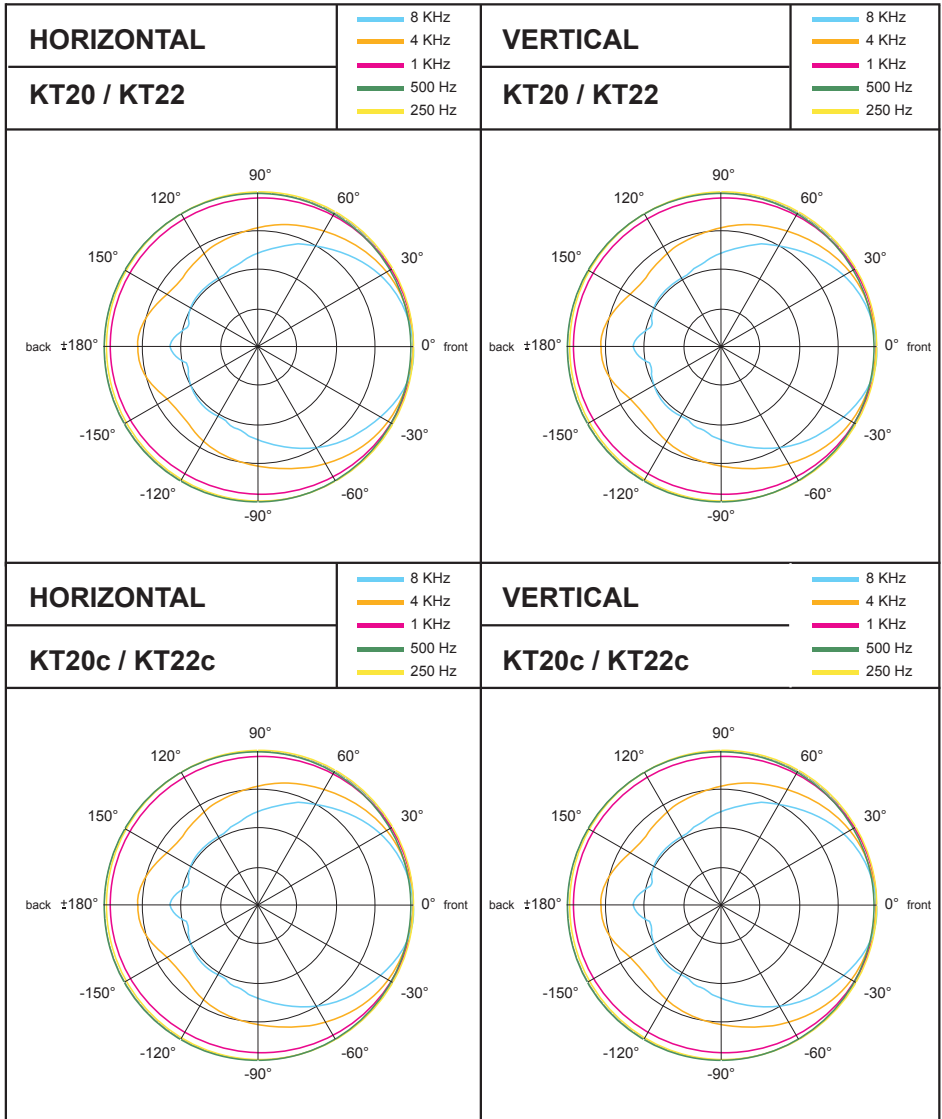 HORIZONTAL
KT20 / KT22
8 KHz
4 KHz
1 KHz
500 Hz
250 Hz
90°
120°
60°
150°
30°
back ±180°
0° front
-150°
-30°
-120°
-60°
-90°
VERTICAL
KT20 / KT22
8 KHz
4 KHz
1 KHz
500 Hz
250 Hz
90°
120°
60°
150°
30°
back ±180°
0° front
-150°
-30°
-120°
-60°
-90°
HORIZONTAL
KT20c / KT22c
8 KHz
4 KHz
1 KHz
500 Hz
250 Hz
90°
120°
60°
150°
30°
back ±180°
0° front
-150°
-30°
-120°
-60°
-90°
VERTICAL
KT20c / KT22c
8 KHz
4 KHz
1 KHz
500 Hz
250 Hz
90°
120°
60°
150°
30°
back ±180°
0° front
-150°
-30°
-120°
-60°
-90°